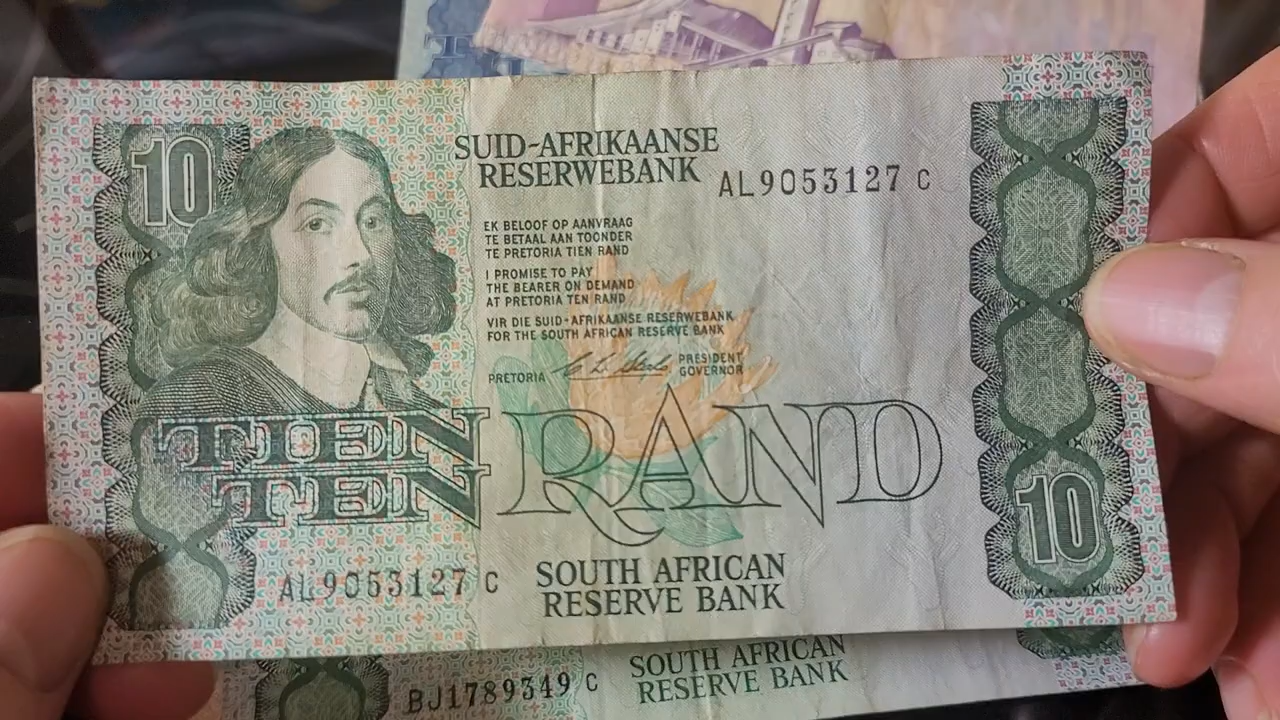 10
SUID-AFRIKAANSE
RESERWEBANK
AL9053127 C
EK BELOOF OP AANVRAAG
TE BETAAL AAN TOONDER
TE PRETORIA TIEN RAND
I PROMISE TO PAY
THE BEARER ON DEMAND
AT PRETORIA TEN RAND
VIR DIE SUID-AFRIKAANSE RESERWEBANK
FOR THE SOUTH AFRICAN RESERVE BANK
PRETORIA
PRESIDENT
GOVERNOR
TIEN
TEN
RAND
10
AL9053127 C
SOUTH AFRICAN
RESERVE BANK
BJ1789349 C
SOUTH AFRICAN
RESERVE BANK